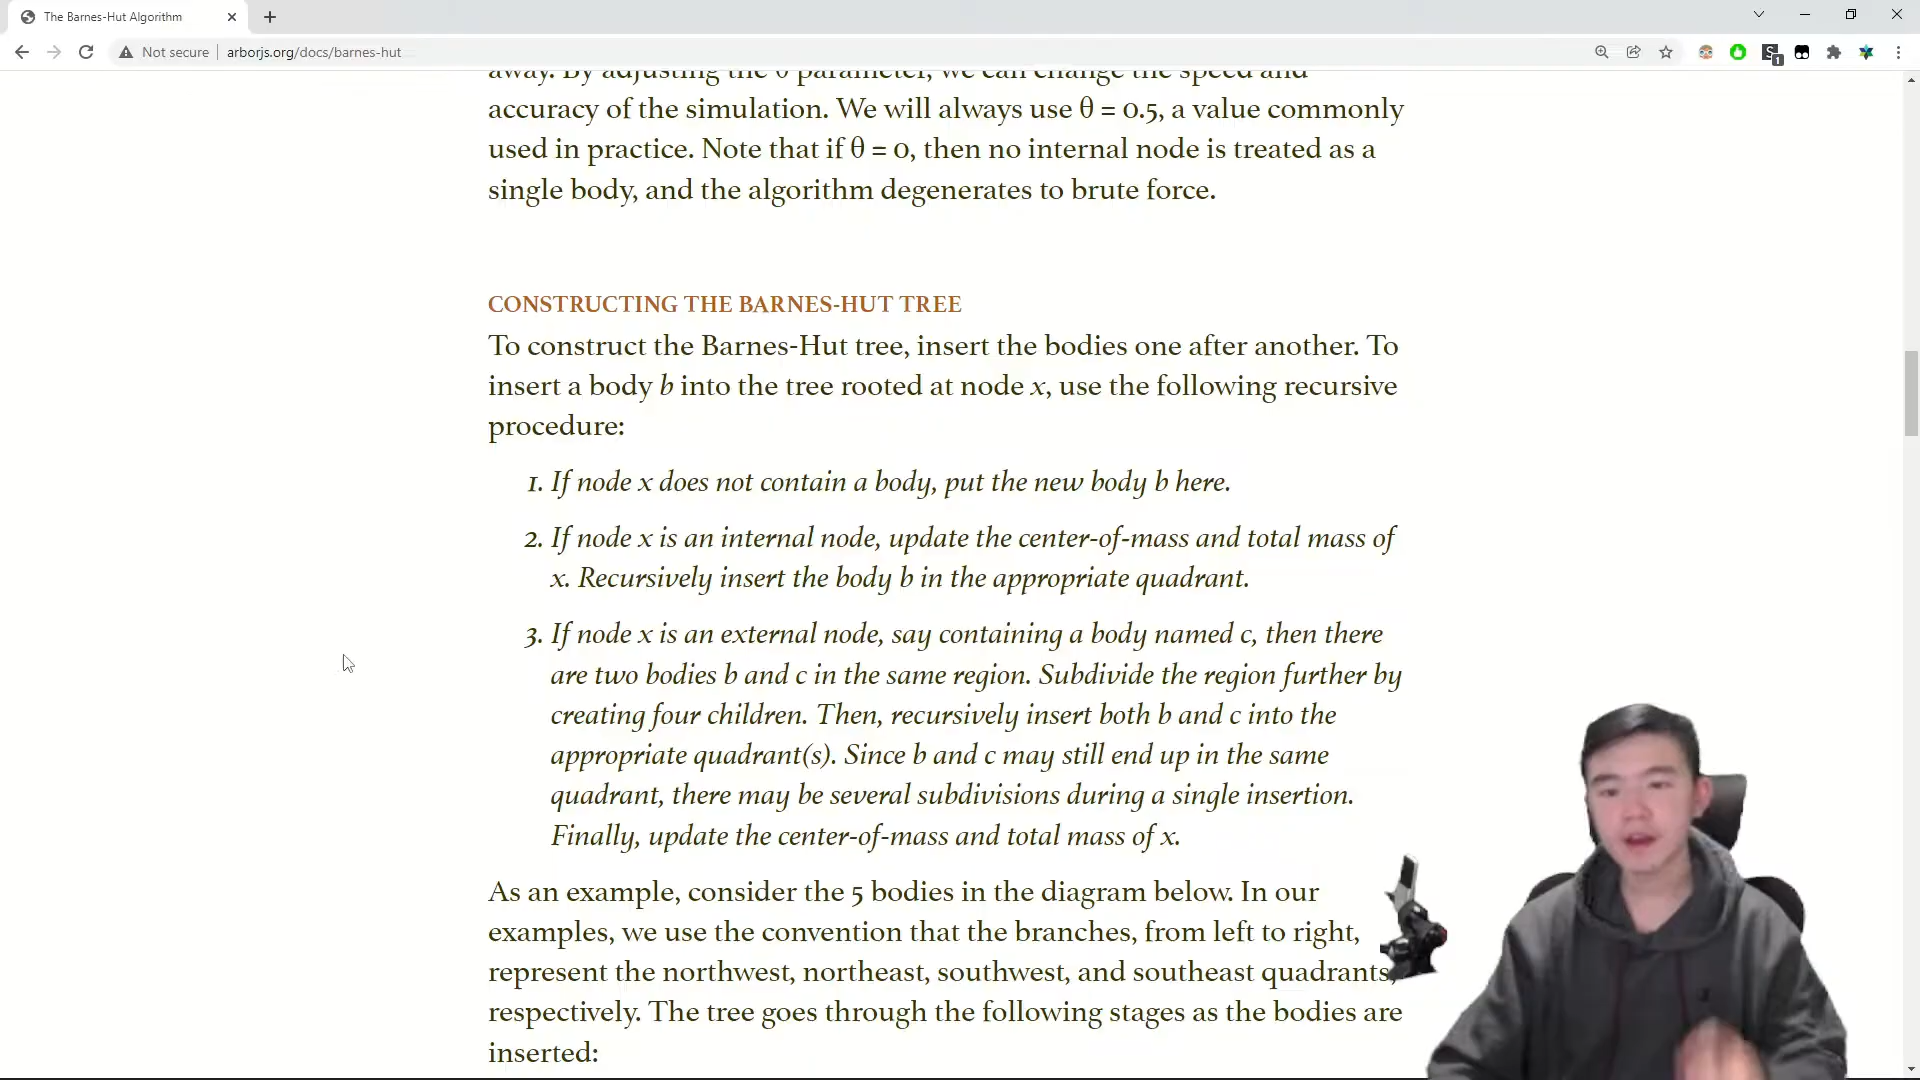 The Barnes-Hut Algorithm
Not secure
arborjs.org/docs/barnes-hut
away. By adjusting the θ parameter, we can change the speed and
accuracy of the simulation. We will always use θ = 0.5, a value commonly
used in practice. Note that if θ = 0, then no internal node is treated as a
single body, and the algorithm degenerates to brute force.
CONSTRUCTING THE BARNES-HUT TREE
To construct the Barnes-Hut tree, insert the bodies one after another. To
insert a body b into the tree rooted at node x, use the following recursive
procedure:
1. If node x does not contain a body, put the new body b here.
2. If node x is an internal node, update the center-of-mass and total mass of
x. Recursively insert the body b in the appropriate quadrant.
3. If node x is an external node, say containing a body named c, then there
are two bodies b and c in the same region. Subdivide the region further by
creating four children. Then, recursively insert both b and c into the
appropriate quadrant(s). Since b and c may still end up in the same
quadrant, there may be several subdivisions during a single insertion.
Finally, update the center-of-mass and total mass of x.
As an example, consider the 5 bodies in the diagram below. In our
examples, we use the convention that the branches, from left to right,
represent the northwest, northeast, southwest, and southeast quadrants,
respectively. The tree goes through the following stages as the bodies are
inserted: